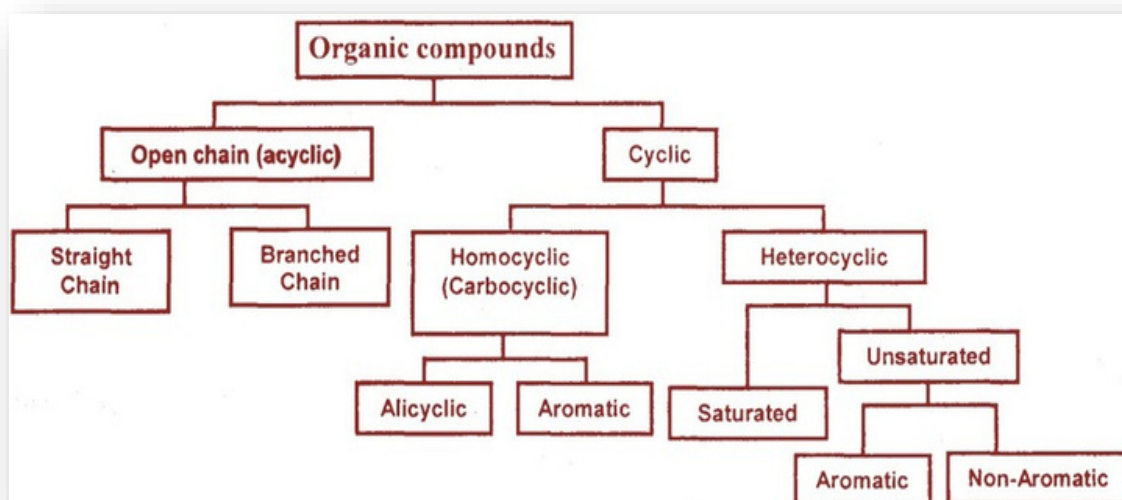 Organic compounds
Open chain (acyclic)
Cyclic
Straight
Chain
Branched
Chain
Homocyclic
(Carbocyclic)
Heterocyclic
Unsaturated
Alicyclic
Aromatic
Saturated
Aromatic
Non-Aromatic